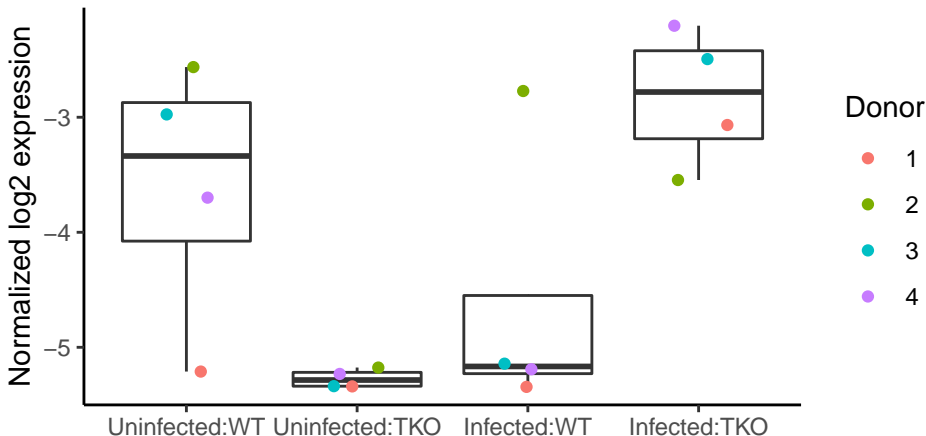 Normalized log2 expression
−3
−4
−5
Uninfected:WT
Uninfected:TKO
Infected:WT
Infected:TKO
Donor
1
2
3
4